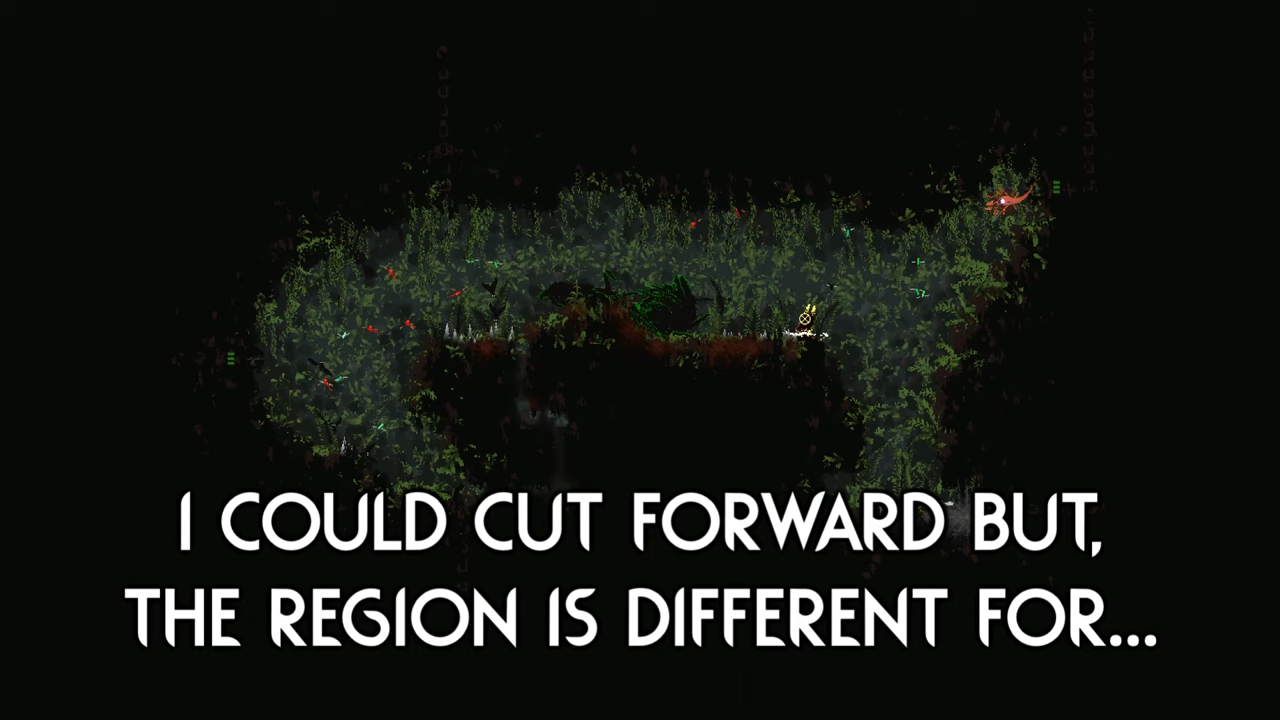 I COULD CUT FORWARD BUT,
THE REGION IS DIFFERENT FOR...